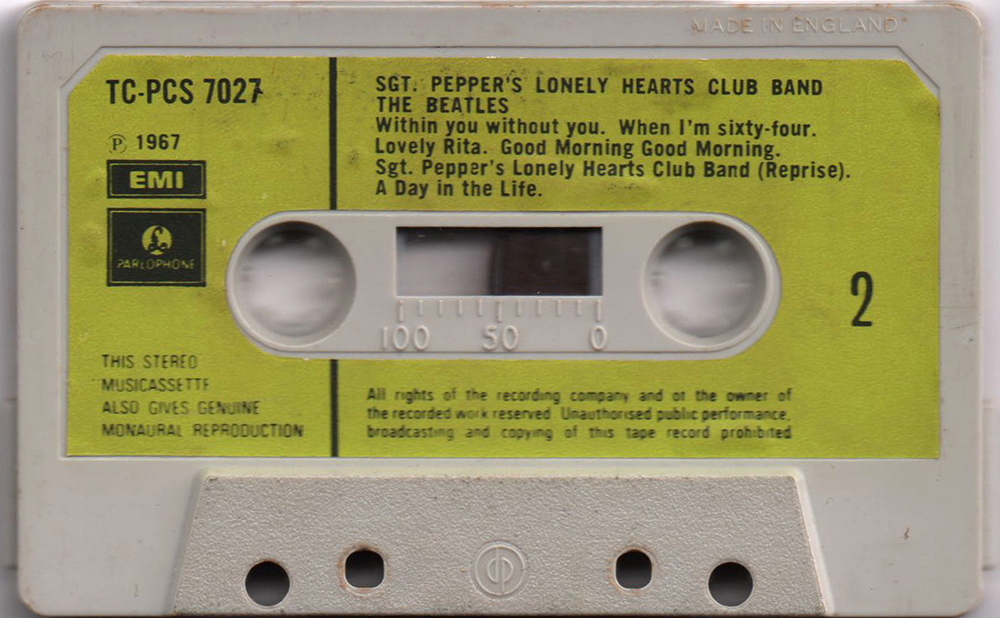 MADE IN ENGLAND
TC-PCS 7027
Ⓟ 1967
EMI
PARLOPHONE
THIS STEREO
MUSICASSETTE
ALSO GIVES GENUINE
MONAURAL REPRODUCTION
SGT. PEPPER'S LONELY HEARTS CLUB BAND
THE BEATLES
Within you without you. When I'm sixty-four.
Lovely Rita. Good Morning Good Morning.
Sgt. Pepper's Lonely Hearts Club Band (Reprise).
A Day in the Life.
100 50 0
2
All rights of the recording company and of the owner of
the recorded work reserved. Unauthorised public performance,
broadcasting and copying of this tape record prohibited